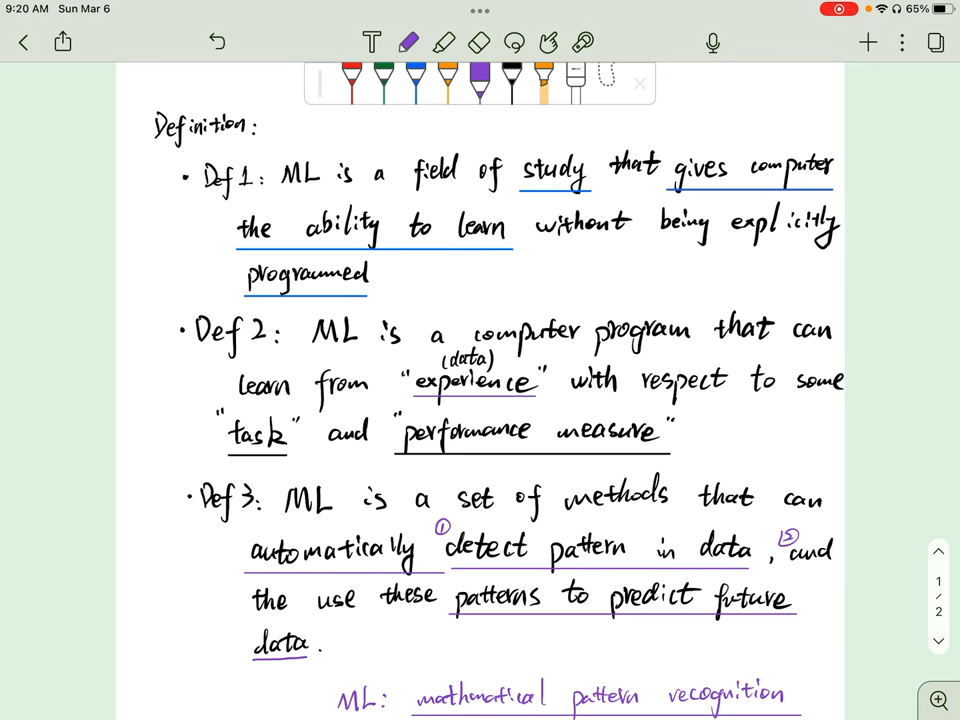 9:20 AM Sun Mar 6
65%
Definition:
• Def 1: ML is a field of study that gives computer
the ability to learn without being explicitly
programmed
• Def 2: ML is a computer program that can
(data)
learn from "experience" with respect to some
"task" and "performance measure"
• Def 3: ML is a set of methods that can
automatically ① detect pattern in data, ② and
the use these patterns to predict future
data.
ML: mathematical pattern recognition
1
/
2